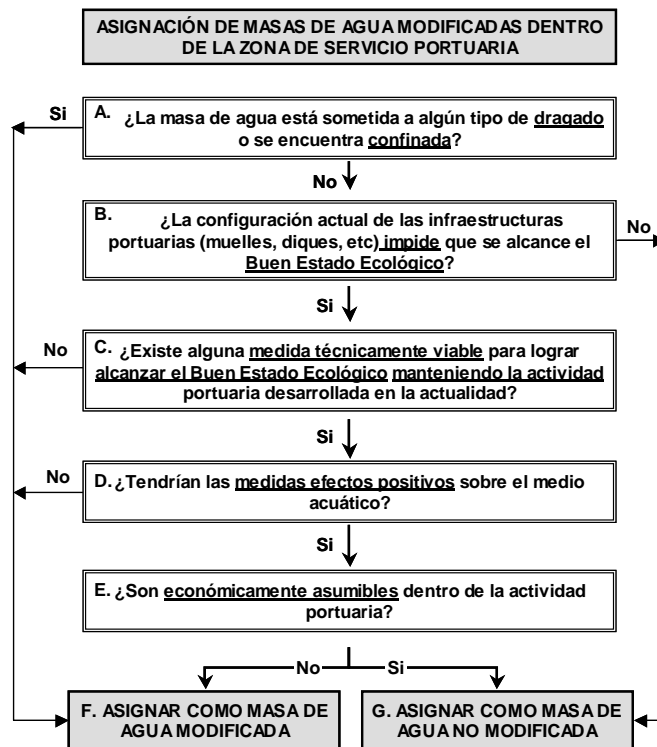 ASIGNACIÓN DE MASAS DE AGUA MODIFICADAS DENTRO
DE LA ZONA DE SERVICIO PORTUARIA
Si
A. ¿La masa de agua está sometida a algún tipo de dragado
o se encuentra confinada?
No
B. ¿La configuración actual de las infraestructuras
portuarias (muelles, diques, etc) impide que se alcance el
Buen Estado Ecológico?
No
Si
No
C. ¿Existe alguna medida técnicamente viable para lograr
alcanzar el Buen Estado Ecológico manteniendo la actividad
portuaria desarrollada en la actualidad?
Si
No
D. ¿Tendrían las medidas efectos positivos sobre el medio
acuático?
Si
E. ¿Son económicamente asumibles dentro de la actividad
portuaria?
No Si
F. ASIGNAR COMO MASA DE
AGUA MODIFICADA
G. ASIGNAR COMO MASA DE
AGUA NO MODIFICADA